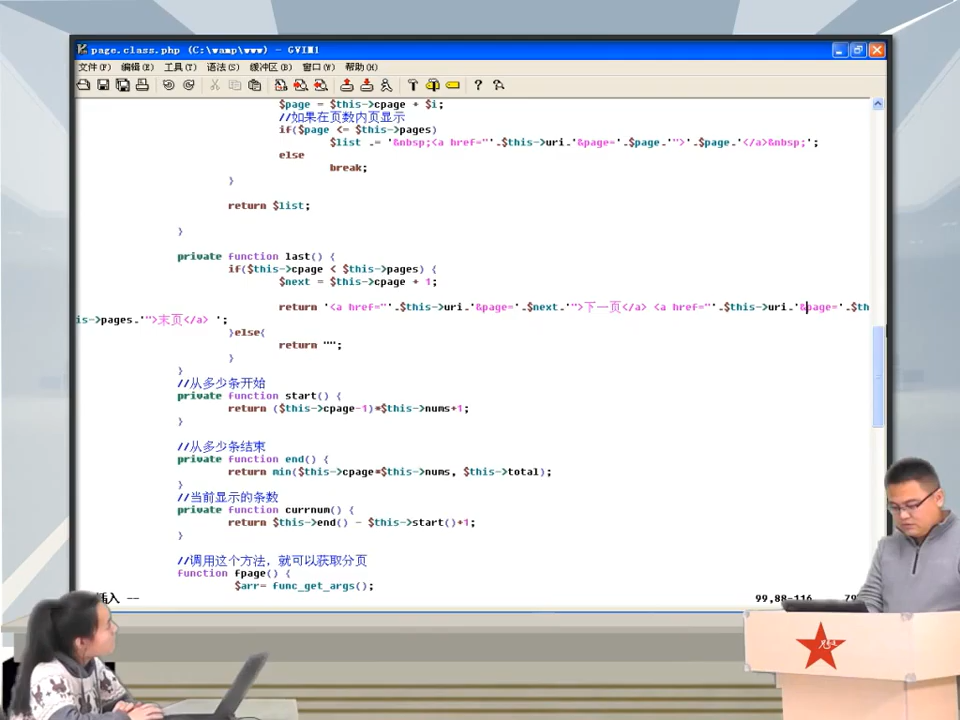 page.class.php (C:\wamp\www) - GVIM1
文件(F) 编辑(E) 工具(T) 语法(S) 缓冲区(B) 窗口(W) 帮助(H)
$page = $this->cpage + $i;
//如果在页数内页显示
if($page <= $this->pages)
$list .= '&nbsp;<a href="'.$this->uri.'&page='.$page.'">'.$page.'</a>&nbsp;';
else
break;
}
return $list;
}
private function last() {
if($this->cpage < $this->pages) {
$next = $this->cpage + 1;
return '<a href="'.$this->uri.'&page='.$next.'">下一页</a> <a href="'.$this->uri.'&page='.$th
is->pages.'">末页</a> ';
}else{
return "";
}
}
//从多少条开始
private function start() {
return ($this->cpage-1)*$this->nums+1;
}
//从多少条结束
private function end() {
return min($this->cpage*$this->nums, $this->total);
}
//当前显示的条数
private function currnum() {
return $this->end() - $this->start()+1;
}
//调用这个方法，就可以获取分页
function fpage() {
$arr= func_get_args();
插入 --
99,88-116